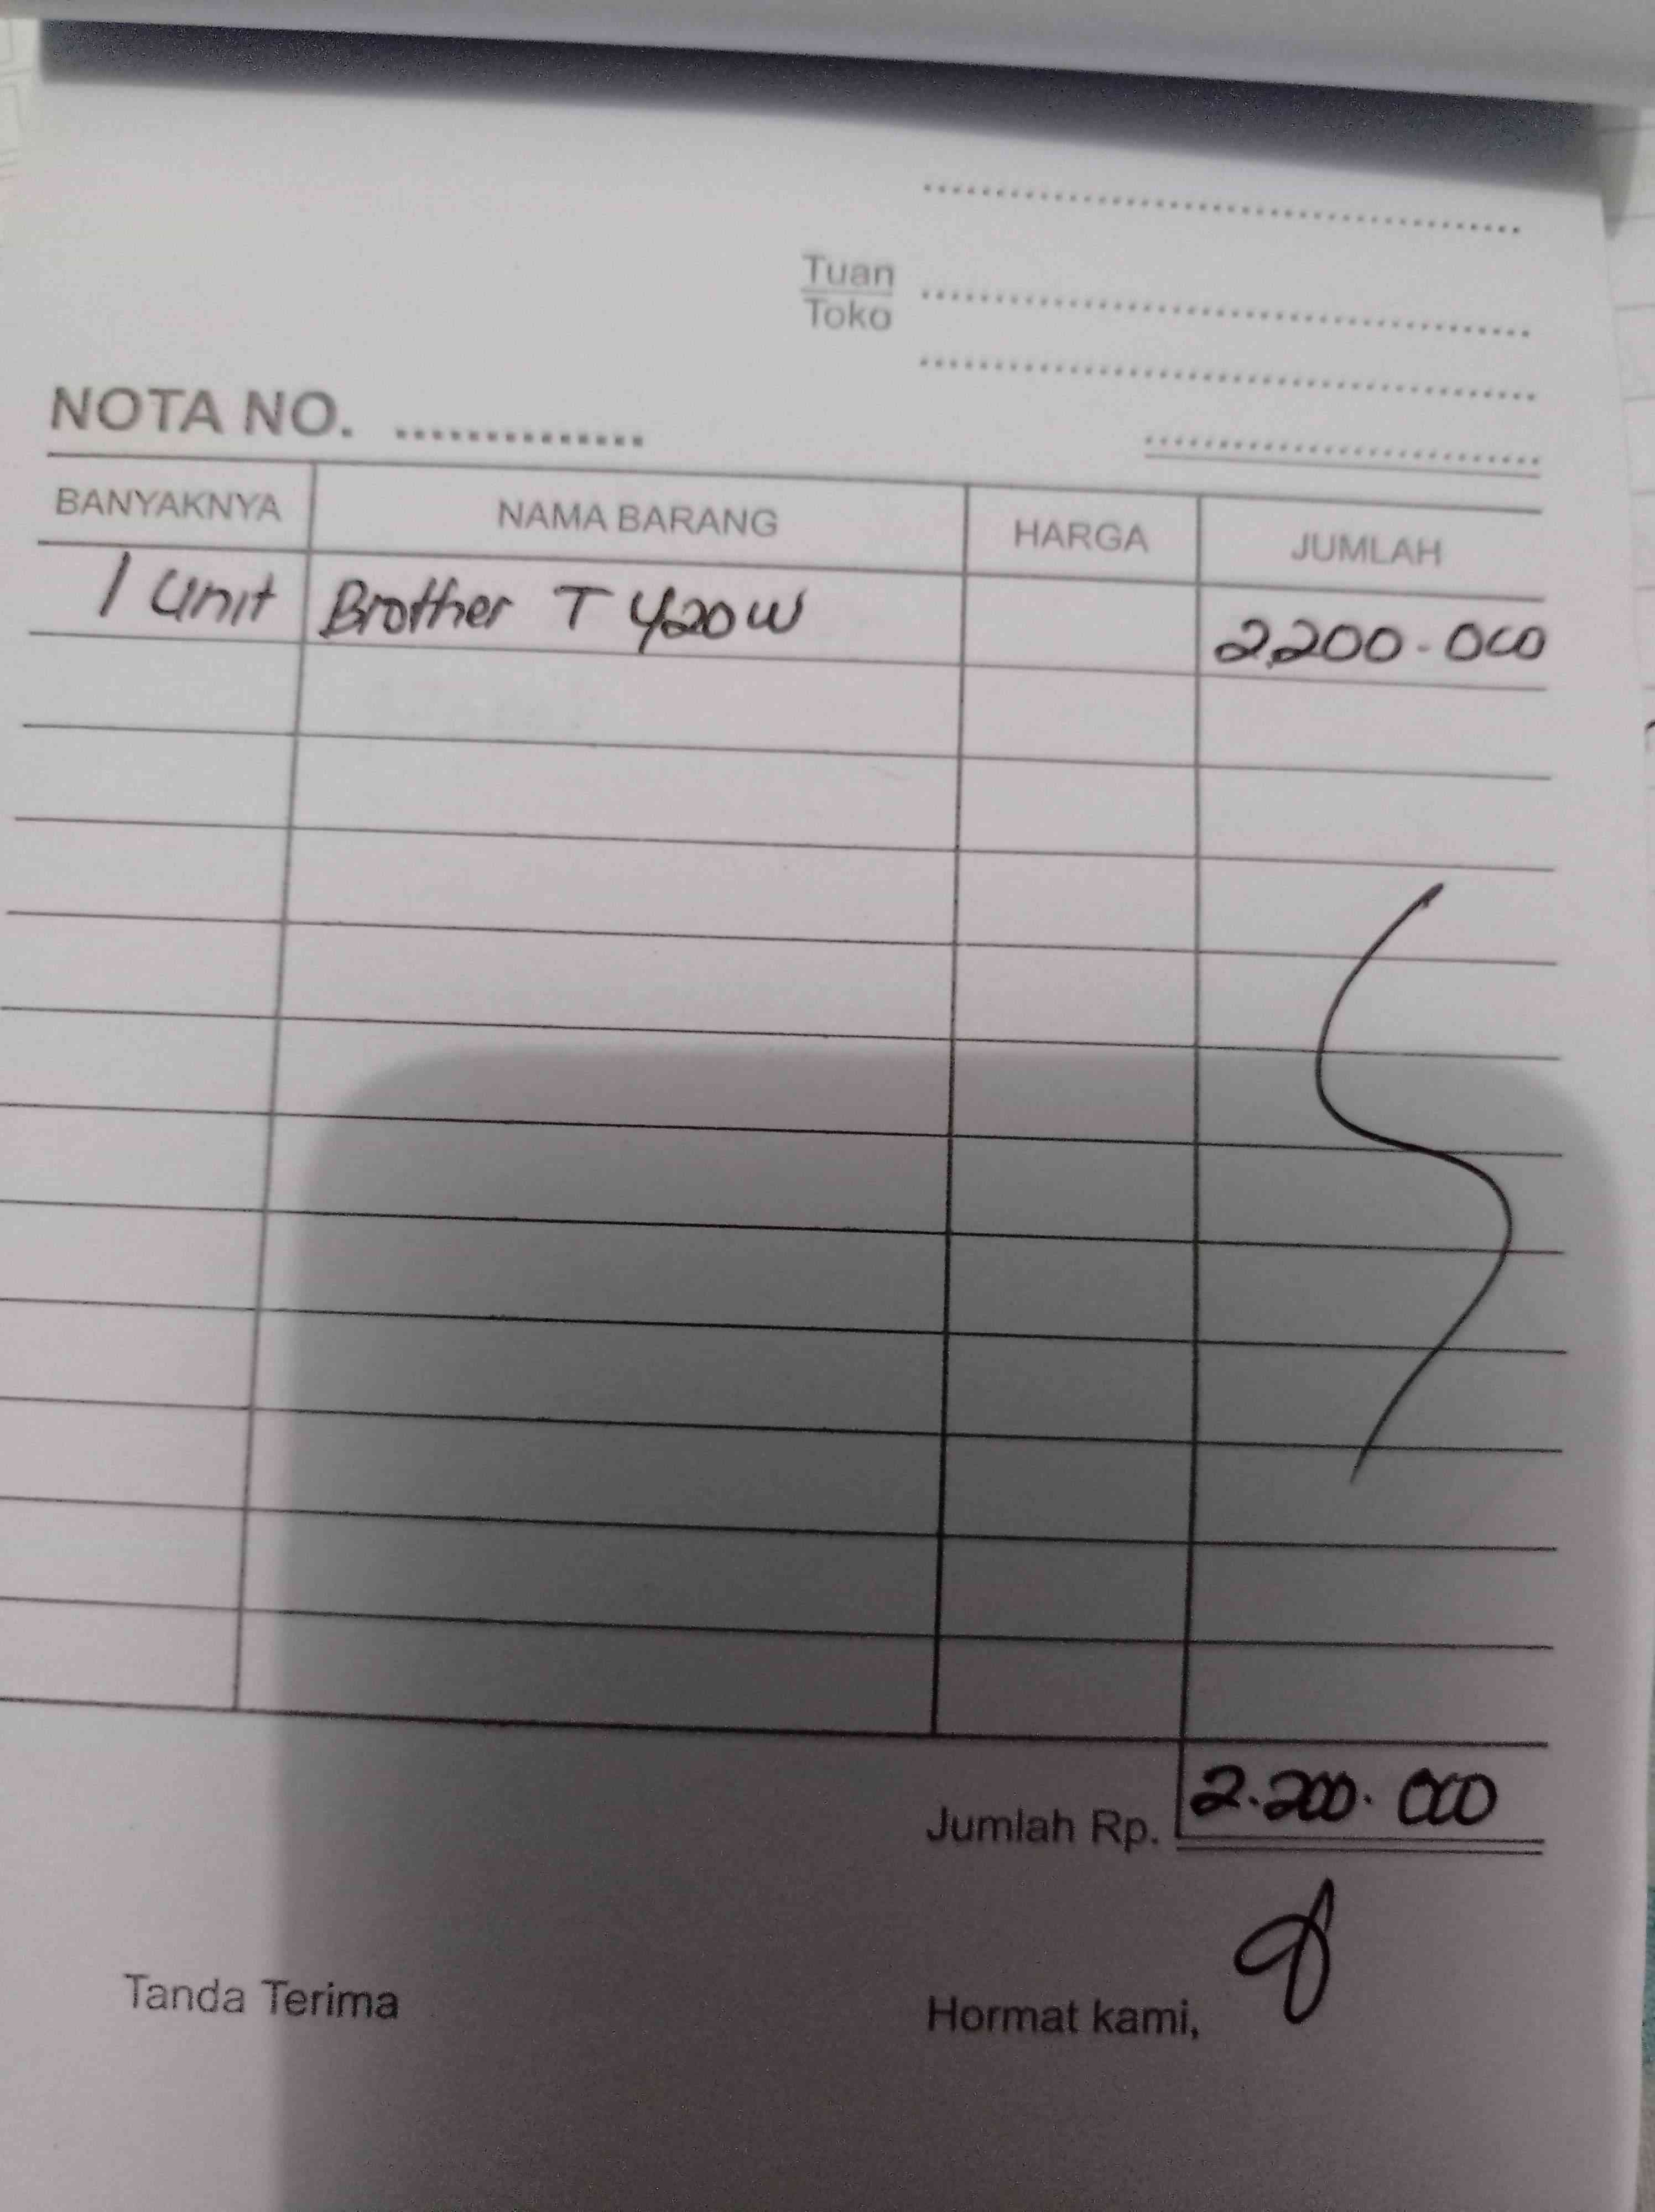 Tuan
Toko
NOTA NO. ..............
BANYAKNYA NAMA BARANG HARGA JUMLAH
1 Unit Brother T 420W 2.200.000
Jumlah Rp. 2.200.000
Tanda Terima Hormat kami,